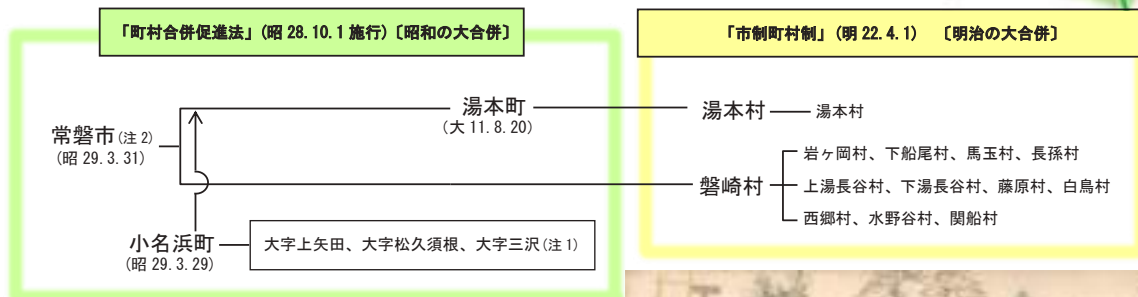 「町村合併促進法」(昭 28.10.1 施行)〔昭和の大合併〕
「市制町村制」(明 22.4.1) 〔明治の大合併〕
湯本町
(大 11.8.20)
湯本村
湯本村
常磐市(注 2)
(昭 29.3.31)
磐崎村
岩ヶ岡村、下船尾村、馬玉村、長孫村
上湯長谷村、下湯長谷村、藤原村、白鳥村
西郷村、水野谷村、関船村
小名浜町
(昭 29.3.29)
大字上矢田、大字松久須根、大字三沢(注 1)